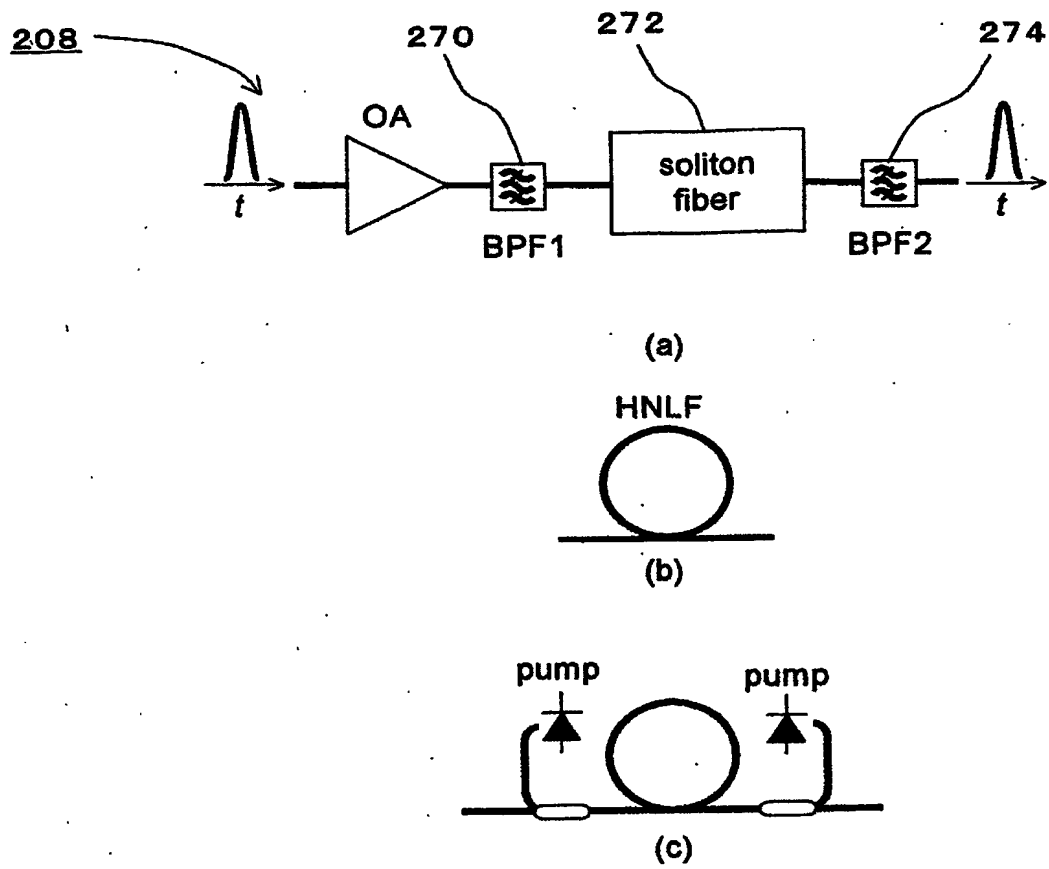 208
270
272
274
OA
soliton
fiber
t
BPF1
BPF2
t
(a)
HNLF
(b)
pump
pump
(c)